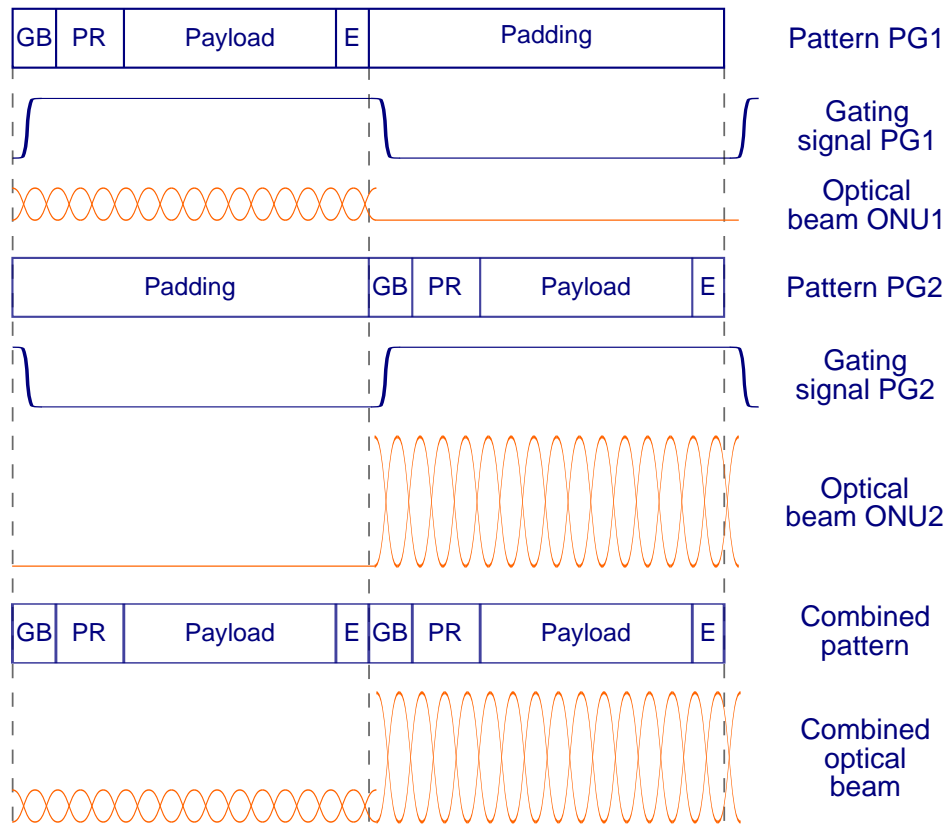 GB PR Payload E Padding Pattern PG1
Gating
signal PG1
Optical
beam ONU1
Padding GB PR Payload E Pattern PG2
Gating
signal PG2
Optical
beam ONU2
GB PR Payload E GB PR Payload E Combined
pattern
Combined
optical
beam